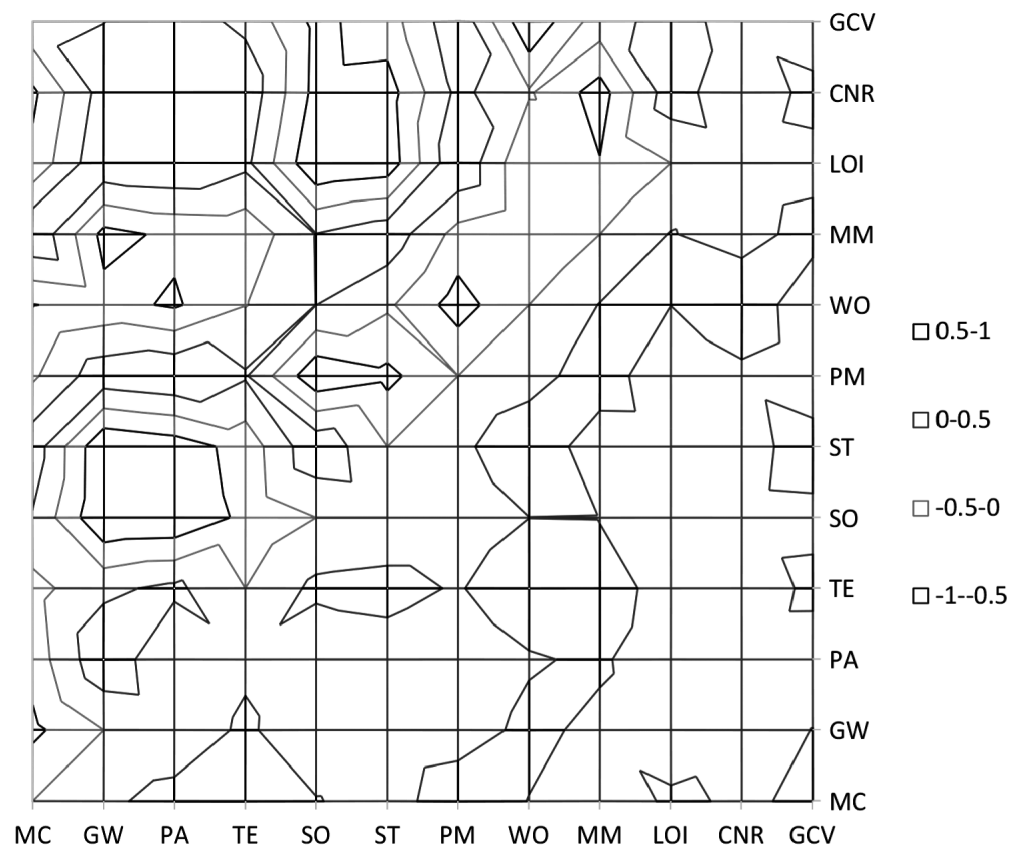 GCV
CNR
LOI
MM
WO
PM
ST
SO
TE
PA
GW
MC
MC GW PA TE SO ST PM WO MM LOI CNR GCV
0.5-1
0-0.5
-0.5-0
-1--0.5